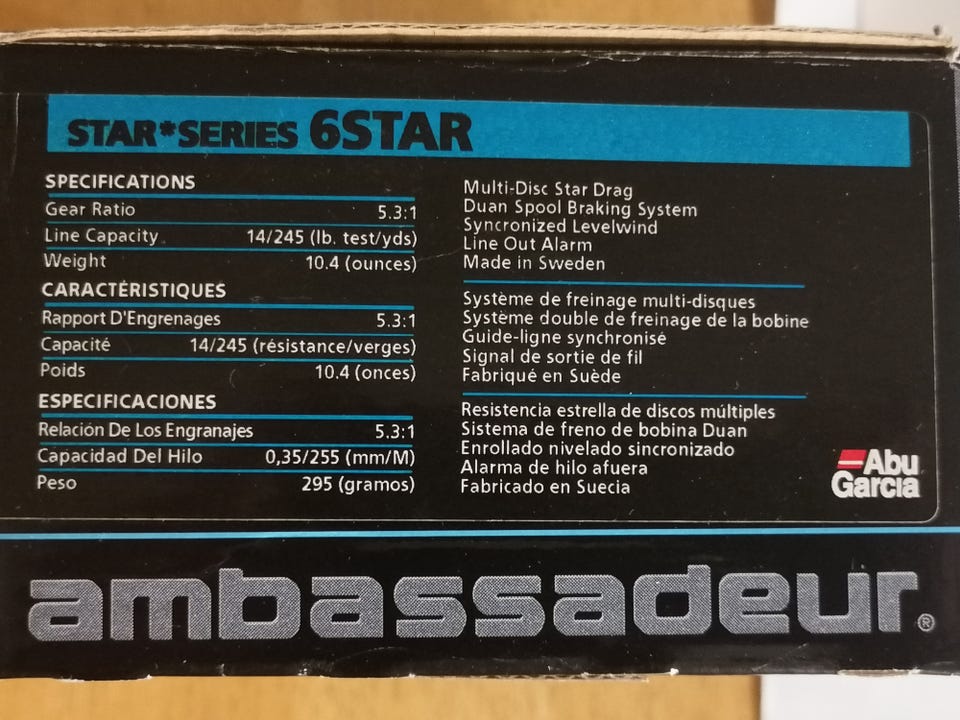 STAR*SERIES 6STAR
SPECIFICATIONS
Gear Ratio 5.3:1
Line Capacity 14/245 (lb. test/yds)
Weight 10.4 (ounces)
CARACTÉRISTIQUES
Rapport D'Engrenages 5.3:1
Capacité 14/245 (résistance/verges)
Poids 10.4 (onces)
ESPECIFICACIONES
Relación De Los Engranajes 5.3:1
Capacidad Del Hilo 0,35/255 (mm/M)
Peso 295 (gramos)
Multi-Disc Star Drag
Duan Spool Braking System
Syncronized Levelwind
Line Out Alarm
Made in Sweden
Système de freinage multi-disques
Système double de freinage de la bobine
Guide-ligne synchronisé
Signal de sortie de fil
Fabriqué en Suède
Resistencia estrella de discos múltiples
Sistema de freno de bobina Duan
Enrollado nivelado sincronizado
Alarma de hilo afuera
Fabricado en Suecia
Abu
Garcia
ambassadeur®